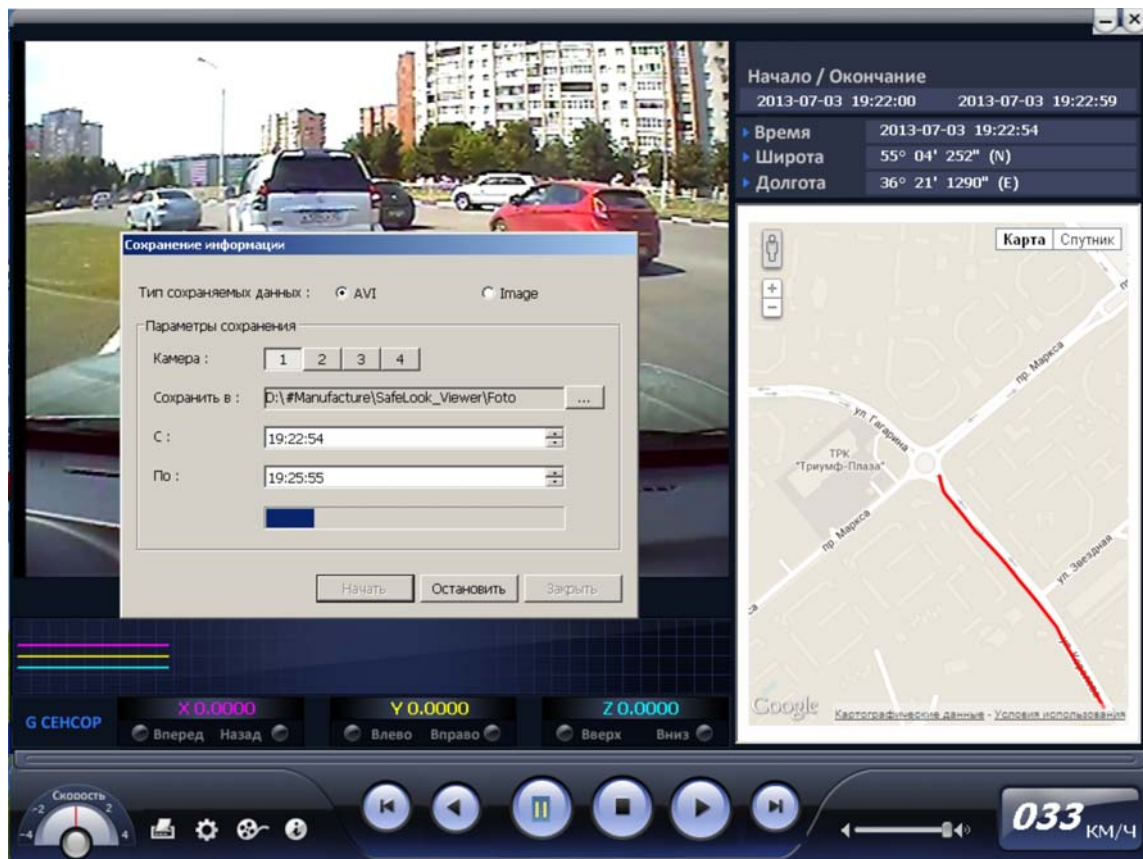 Начало / Окончание
2013-07-03 19:22:00 2013-07-03 19:22:59
Время 2013-07-03 19:22:54
Широта 55° 04' 252" (N)
Долгота 36° 21' 1290" (E)
Сохранение информации
Тип сохраняемых данных : AVI Image
Параметры сохранения
Камера : 1 2 3 4
Сохранить в : D:\#Manufacture\SafeLook_Viewer\Foto ...
С : 19:22:54
По : 19:25:55
Начать Остановить Закрыть
Карта Спутник
+
−
пр. Маркса
ул. Гагарина
ТРК
"Триумф-Плаза"
пр. Маркса
ул. Звездная
Google
Картографические данные - Условия использования
G СЕНСОР
X 0.0000 Y 0.0000 Z 0.0000
Вперед Назад Влево Вправо Вверх Вниз
Скорость
-2 2
-4 4
033 КМ/Ч